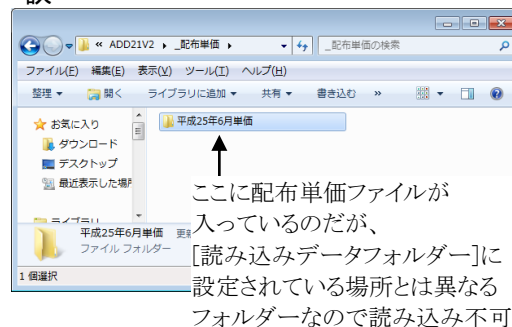 « ADD21V2 ▸ _配布単価 ▸
_配布単価の検索
ファイル(F) 編集(E) 表示(V) ツール(T) ヘルプ(H)
整理 ▼ 開く ライブラリに追加 ▼ 共有 ▼ 書き込む »
お気に入り
ダウンロード
デスクトップ
最近表示した場所
平成25年6月単価
平成25年6月単価
ファイル フォルダー
1 個選択
ここに配布単価ファイルが
入っているのだが、
[読み込みデータフォルダー]に
設定されている場所とは異なる
フォルダーなので読み込み不可